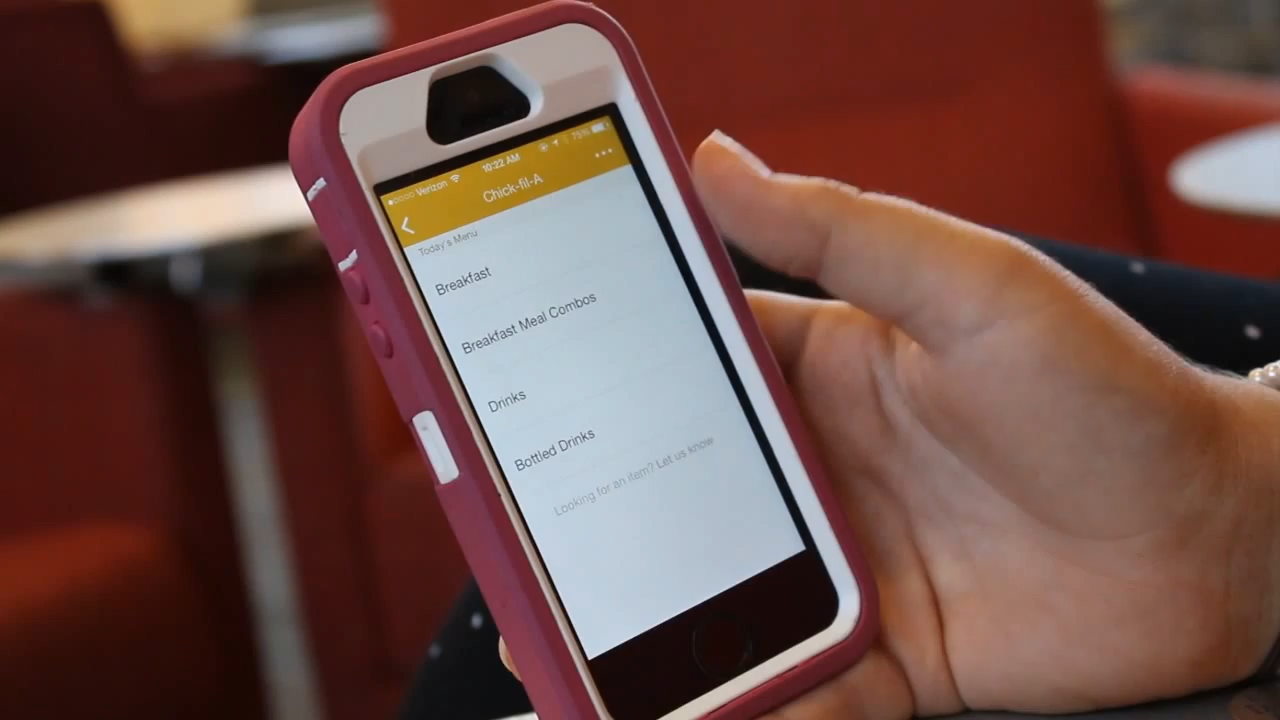 ●○○○○ Verizon 10:22 AM 75%
Chick-fil-A
Today's Menu
Breakfast
Breakfast Meal Combos
Drinks
Bottled Drinks
Looking for an item? Let us know